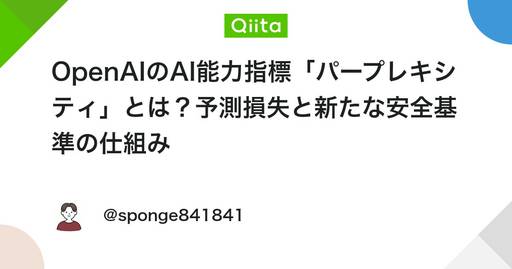 Qiita
OpenAIのAI能力指標「パープレキシ
ティ」とは？予測損失と新たな安全基
準の仕組み
@sponge841841